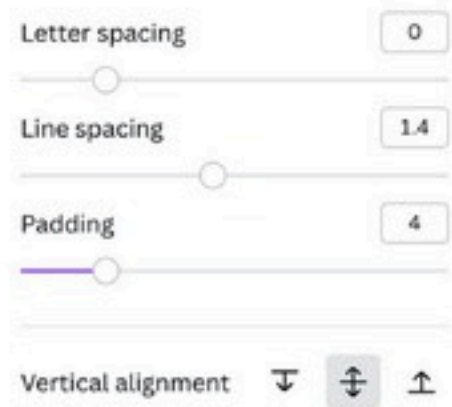 Letter spacing 0
Line spacing 1.4
Padding 4
Vertical alignment